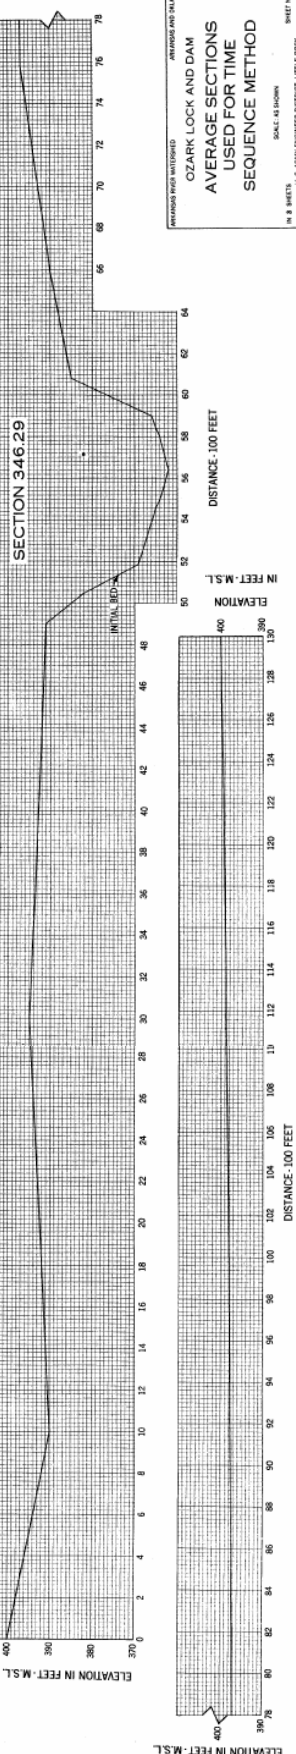 SECTION 346.29
INITIAL BED
400
390
380
370
0 2 4 6 8 10 12 14 16 18 20 22 24 26 28 30 32 34 36 38 40 42 44 46 48
50 52 54 56 58 60 62 64
66 68 70 72 74 76 78
ELEVATION IN FEET - M.S.L.
DISTANCE - 100 FEET
ELEVATION
IN FEET - M.S.L.
400
390
400
390
78 80 82 84 86 88 90 92 94 96 98 100 102 104 106 108 110 112 114 116 118 120 122 124 126 128 130
ELEVATION IN FEET - M.S.L.
DISTANCE - 100 FEET
ARKANSAS RIVER WATERSHED
ARKANSAS AND
OZARK LOCK AND DAM
AVERAGE SECTIONS
USED FOR TIME
SEQUENCE METHOD
SCALE: AS SHOWN
IN 8 SHEETS
SHEET